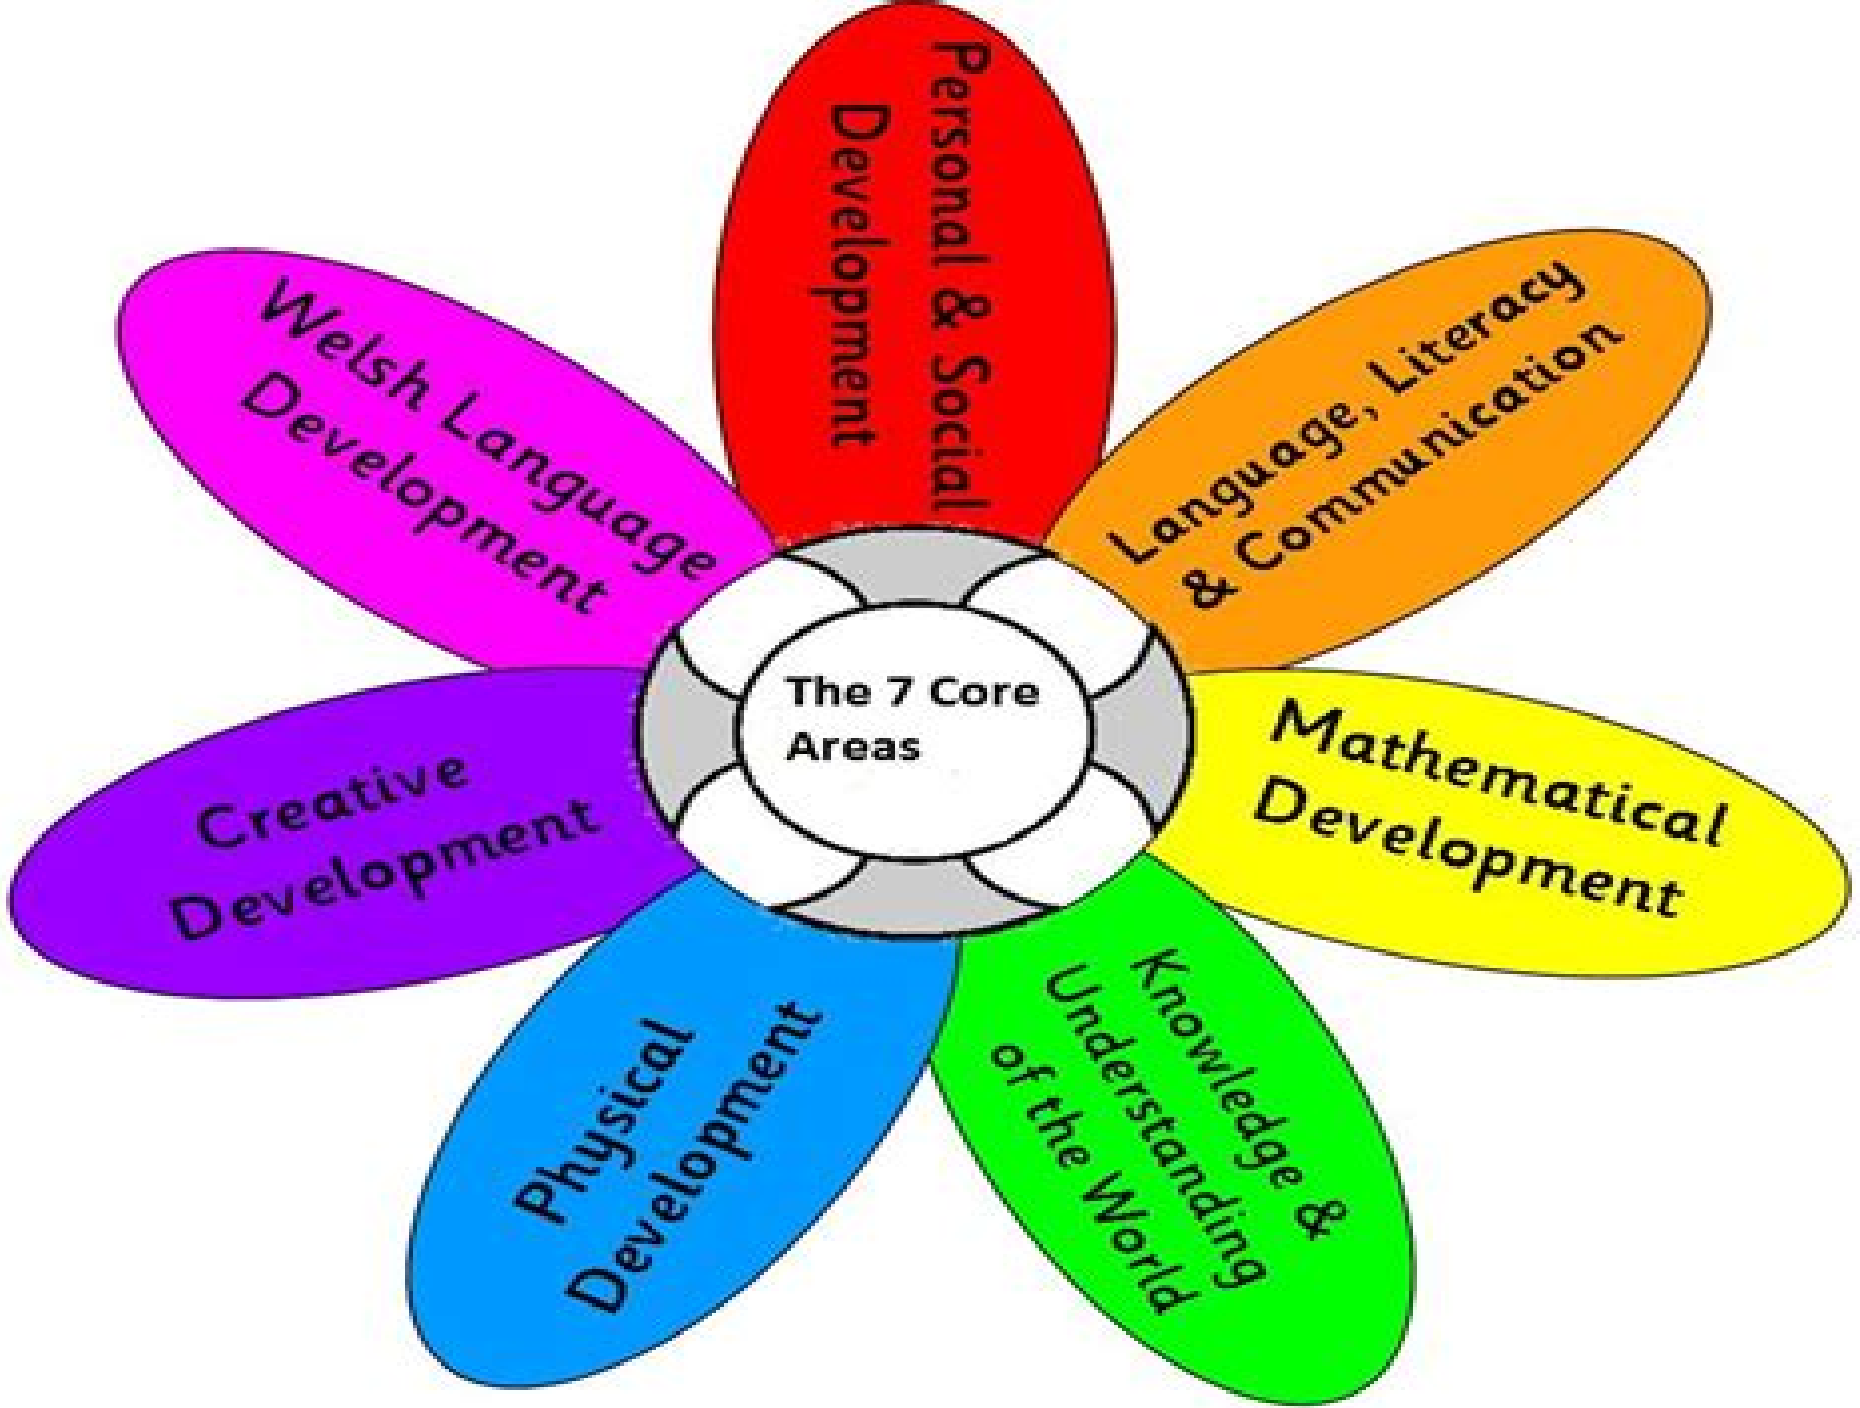 Personal & Social
Development
Language, Literacy
& Communication
Mathematical
Development
Knowledge &
Understanding
of the World
Physical
Development
Creative
Development
Welsh Language
Development
The 7 Core
Areas